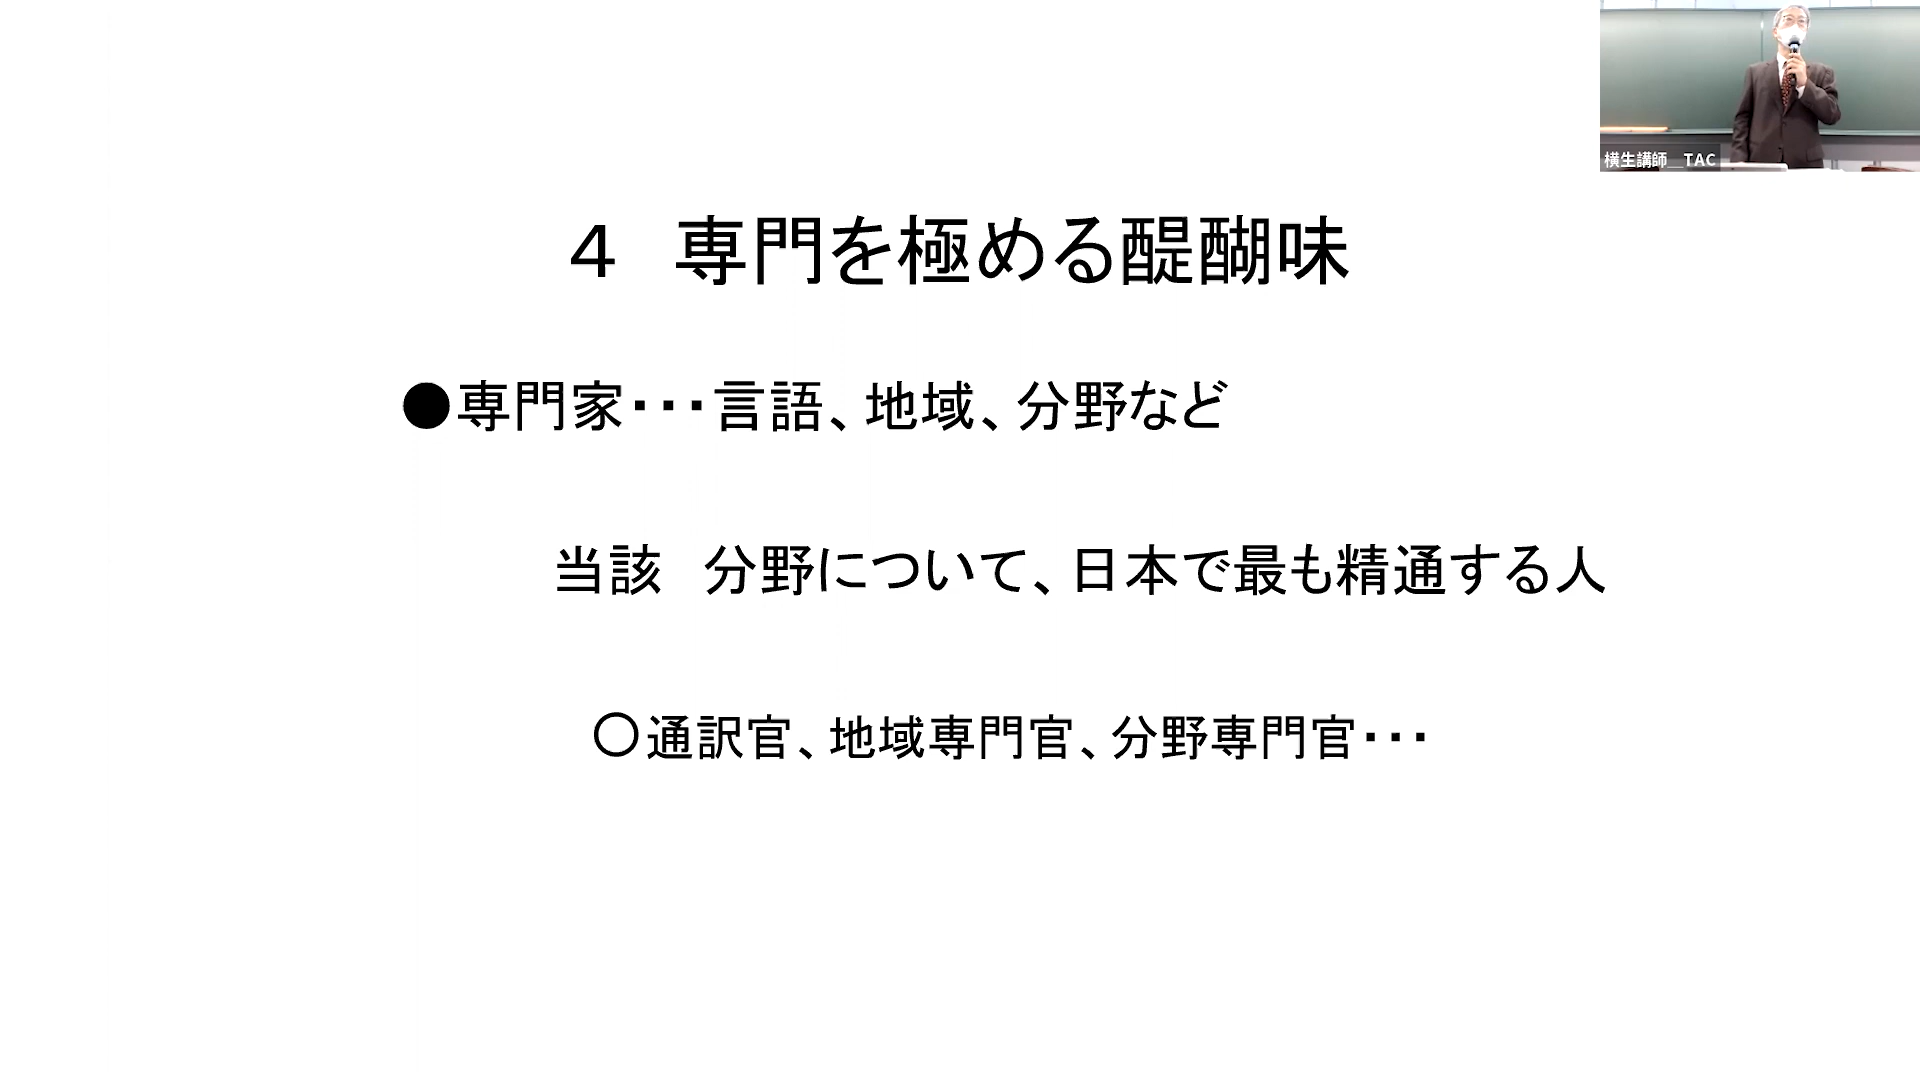 横生講師__TAC
4　専門を極める醍醐味
●専門家・・・言語、地域、分野など
当該　分野について、日本で最も精通する人
○通訳官、地域専門官、分野専門官・・・